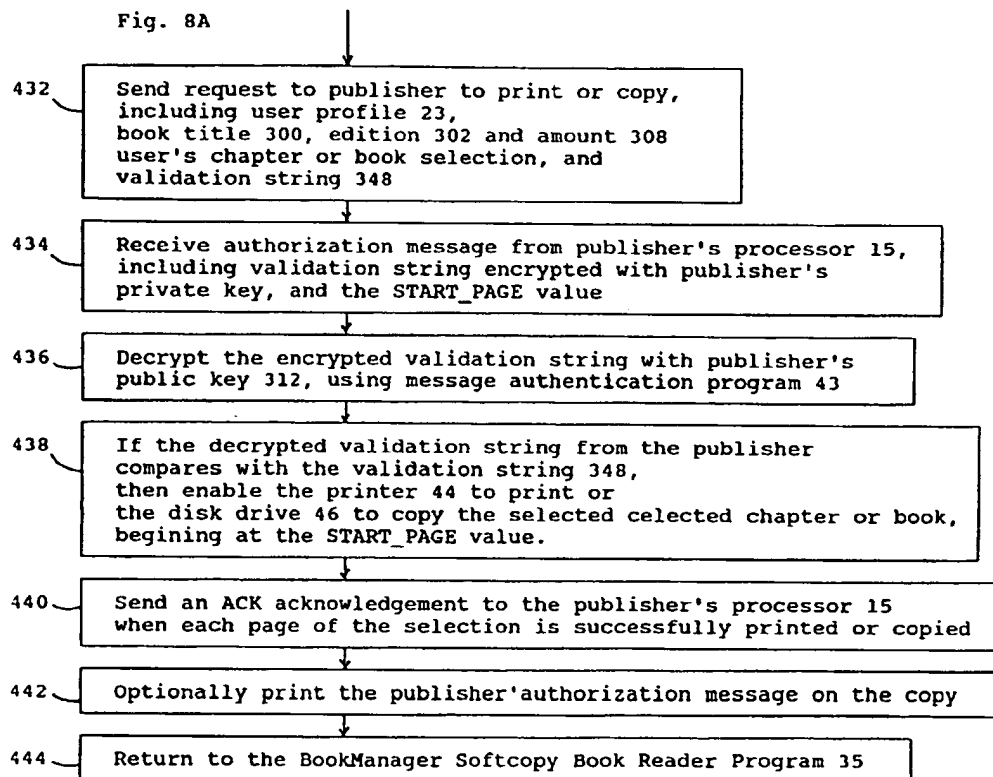 Fig. 8A
432
Send request to publisher to print or copy,
including user profile 23,
book title 300, edition 302 and amount 308
user's chapter or book selection, and
validation string 348
434
Receive authorization message from publisher's processor 15,
including validation string encrypted with publisher's
private key, and the START_PAGE value
436
Decrypt the encrypted validation string with publisher's
public key 312, using message authentication program 43
438
If the decrypted validation string from the publisher
compares with the validation string 348,
then enable the printer 44 to print or
the disk drive 46 to copy the selected celected chapter or book,
begining at the START_PAGE value.
440
Send an ACK acknowledgement to the publisher's processor 15
when each page of the selection is successfully printed or copied
442
Optionally print the publisher'authorization message on the copy
444
Return to the BookManager Softcopy Book Reader Program 35